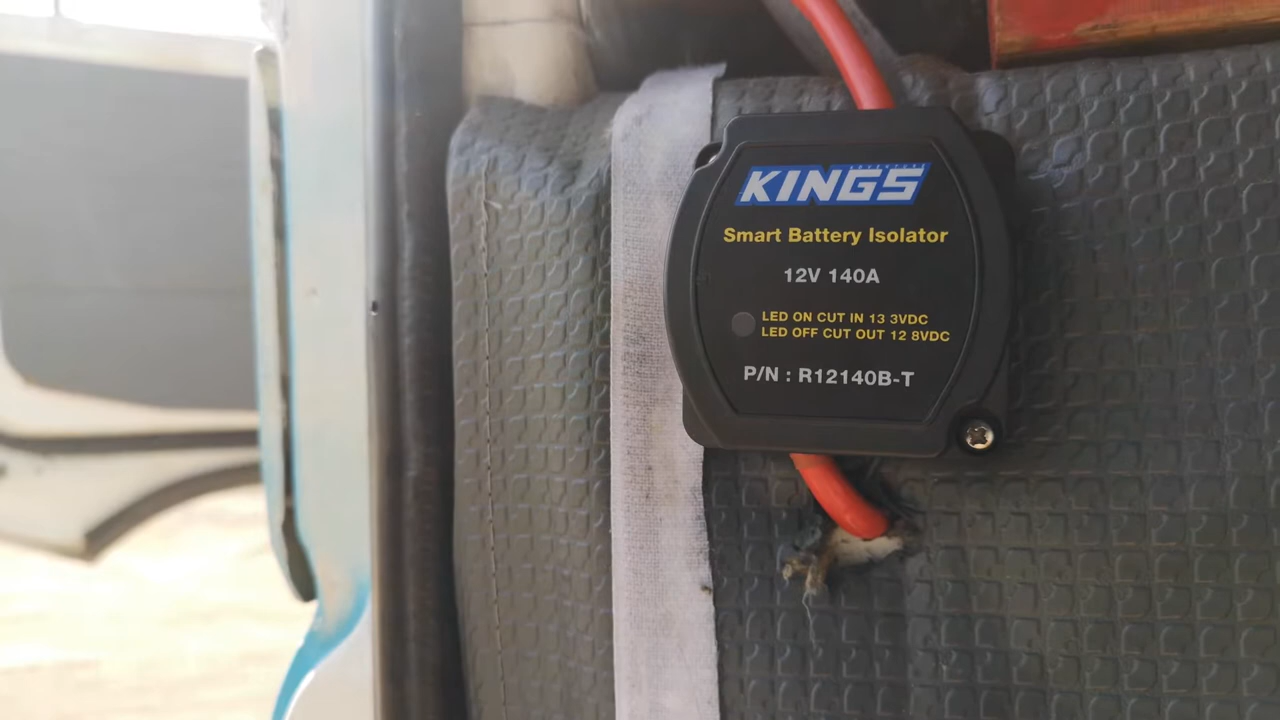 ADVENTURE
KINGS
Smart Battery Isolator
12V 140A
LED ON CUT IN 13 3VDC
LED OFF CUT OUT 12 8VDC
P/N : R12140B-T